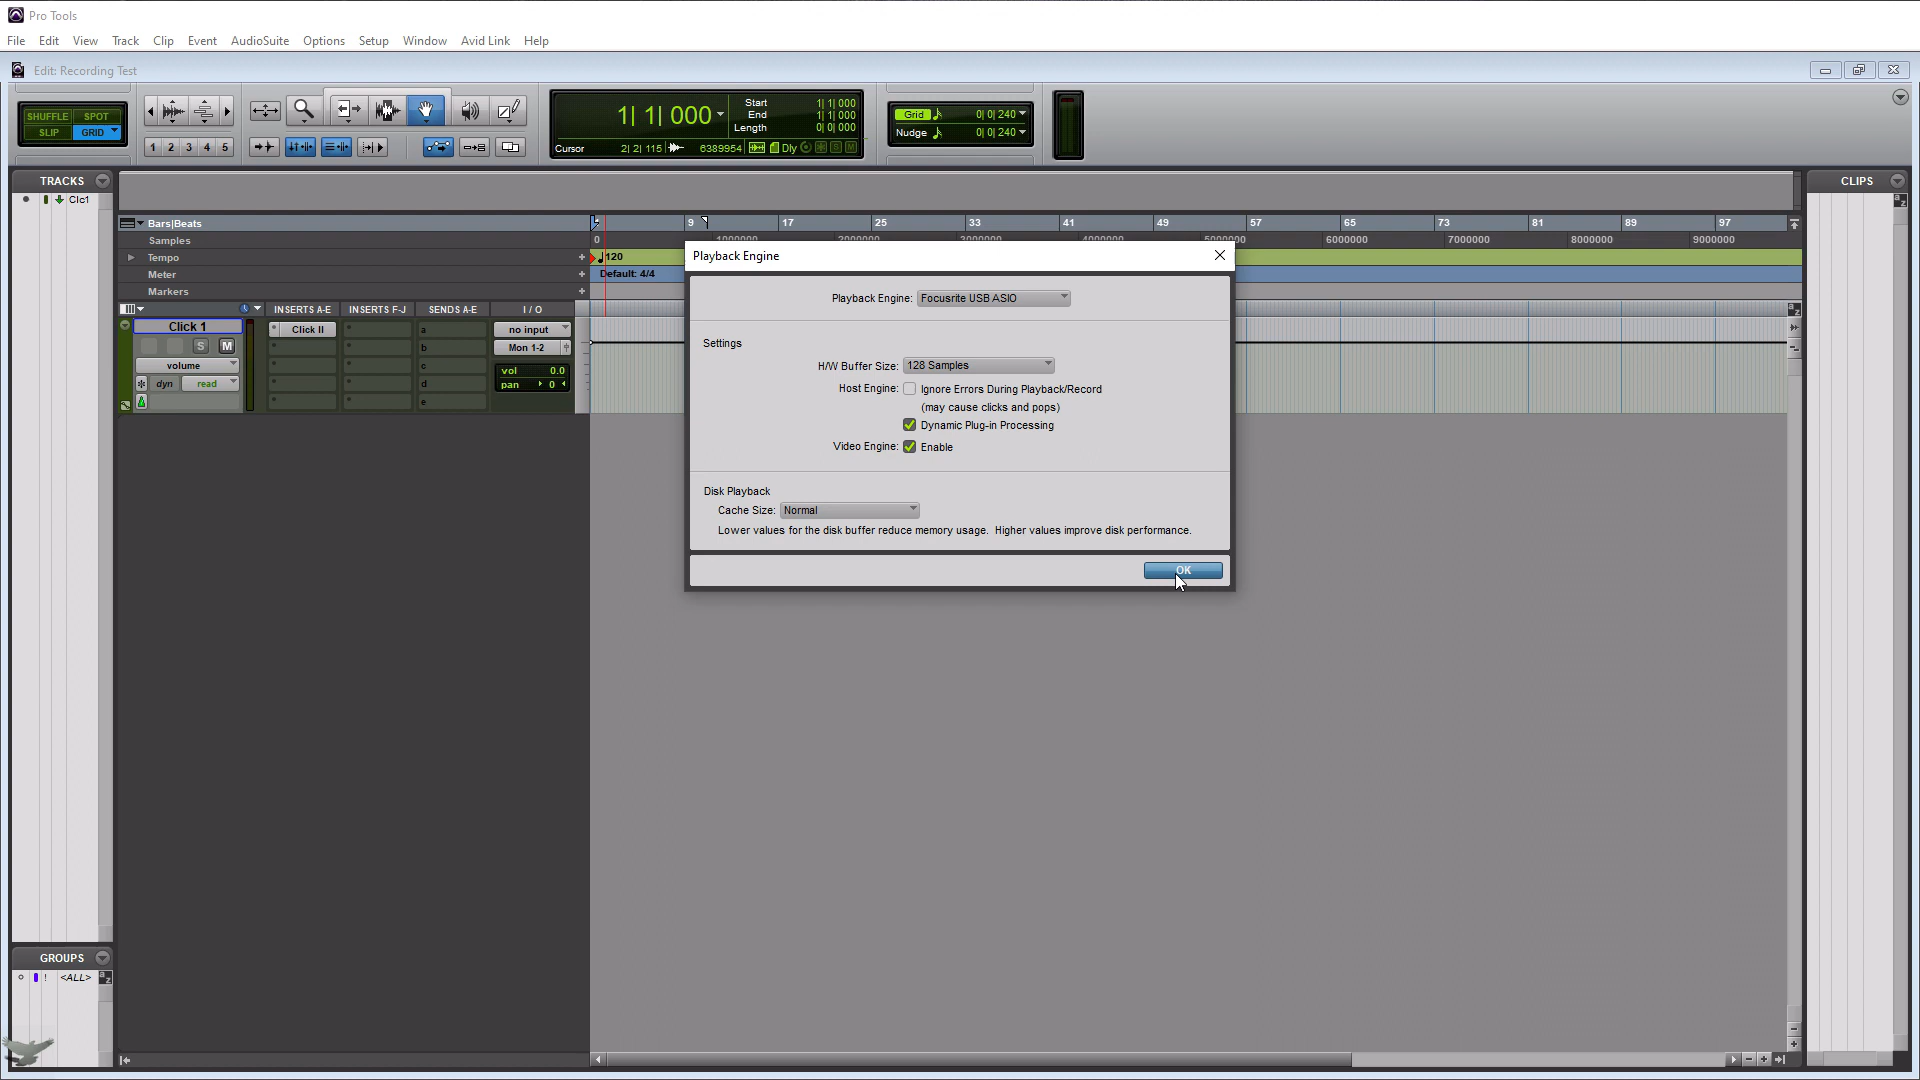 Pro Tools
File Edit View Track Clip Event AudioSuite Options Setup Window Avid Link Help
Edit: Recording Test
SHUFFLE SPOT
SLIP GRID
1 2 3 4 5
1| 1| 000
Start 1| 1| 000
End 1| 1| 000
Length 0| 0| 000
Cursor 2| 2| 115 6389954 Dly S M
Grid 0| 0| 240
Nudge 0| 0| 240
TRACKS
Clc1
CLIPS
Bars|Beats 9 17 25 33 41 49 57 65 73 81 89 97
Samples 0 1000000 2000000 3000000 4000000 5000000 6000000 7000000 8000000 9000000
Tempo + 120
Meter + Default: 4/4
Markers +
INSERTS A-E INSERTS F-J SENDS A-E I / O
Click 1
S M
volume
dyn read
Click II
a
b
c
d
e
no input
Mon 1-2
vol 0.0
pan 0
Playback Engine
Playback Engine: Focusrite USB ASIO
Settings
H/W Buffer Size: 128 Samples
Host Engine: Ignore Errors During Playback/Record
(may cause clicks and pops)
Dynamic Plug-in Processing
Video Engine: Enable
Disk Playback
Cache Size: Normal
Lower values for the disk buffer reduce memory usage. Higher values improve disk performance.
OK
GROUPS
! <ALL>
a z